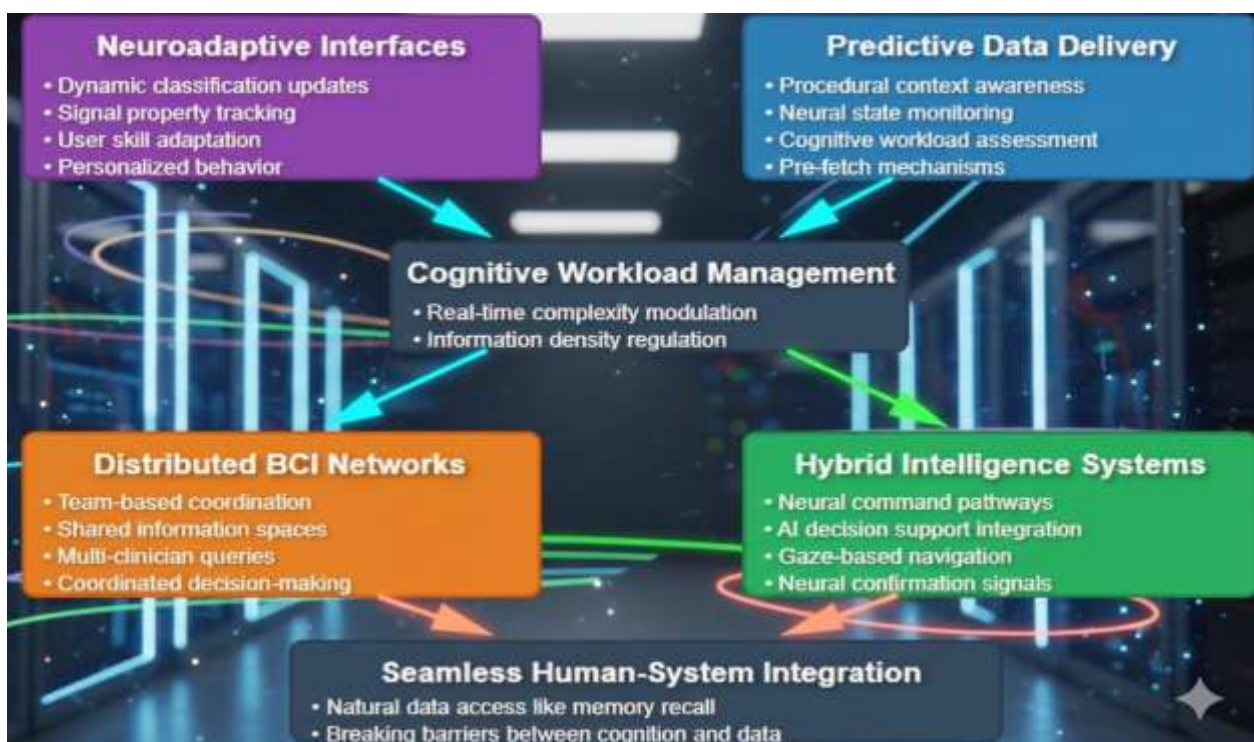 Neuroadaptive Interfaces
• Dynamic classification updates
• Signal property tracking
• User skill adaptation
• Personalized behavior
Predictive Data Delivery
• Procedural context awareness
• Neural state monitoring
• Cognitive workload assessment
• Pre-fetch mechanisms
Cognitive Workload Management
• Real-time complexity modulation
• Information density regulation
Distributed BCI Networks
• Team-based coordination
• Shared information spaces
• Multi-clinician queries
• Coordinated decision-making
Hybrid Intelligence Systems
• Neural command pathways
• AI decision support integration
• Gaze-based navigation
• Neural confirmation signals
Seamless Human-System Integration
• Natural data access like memory recall
• Breaking barriers between cognition and data